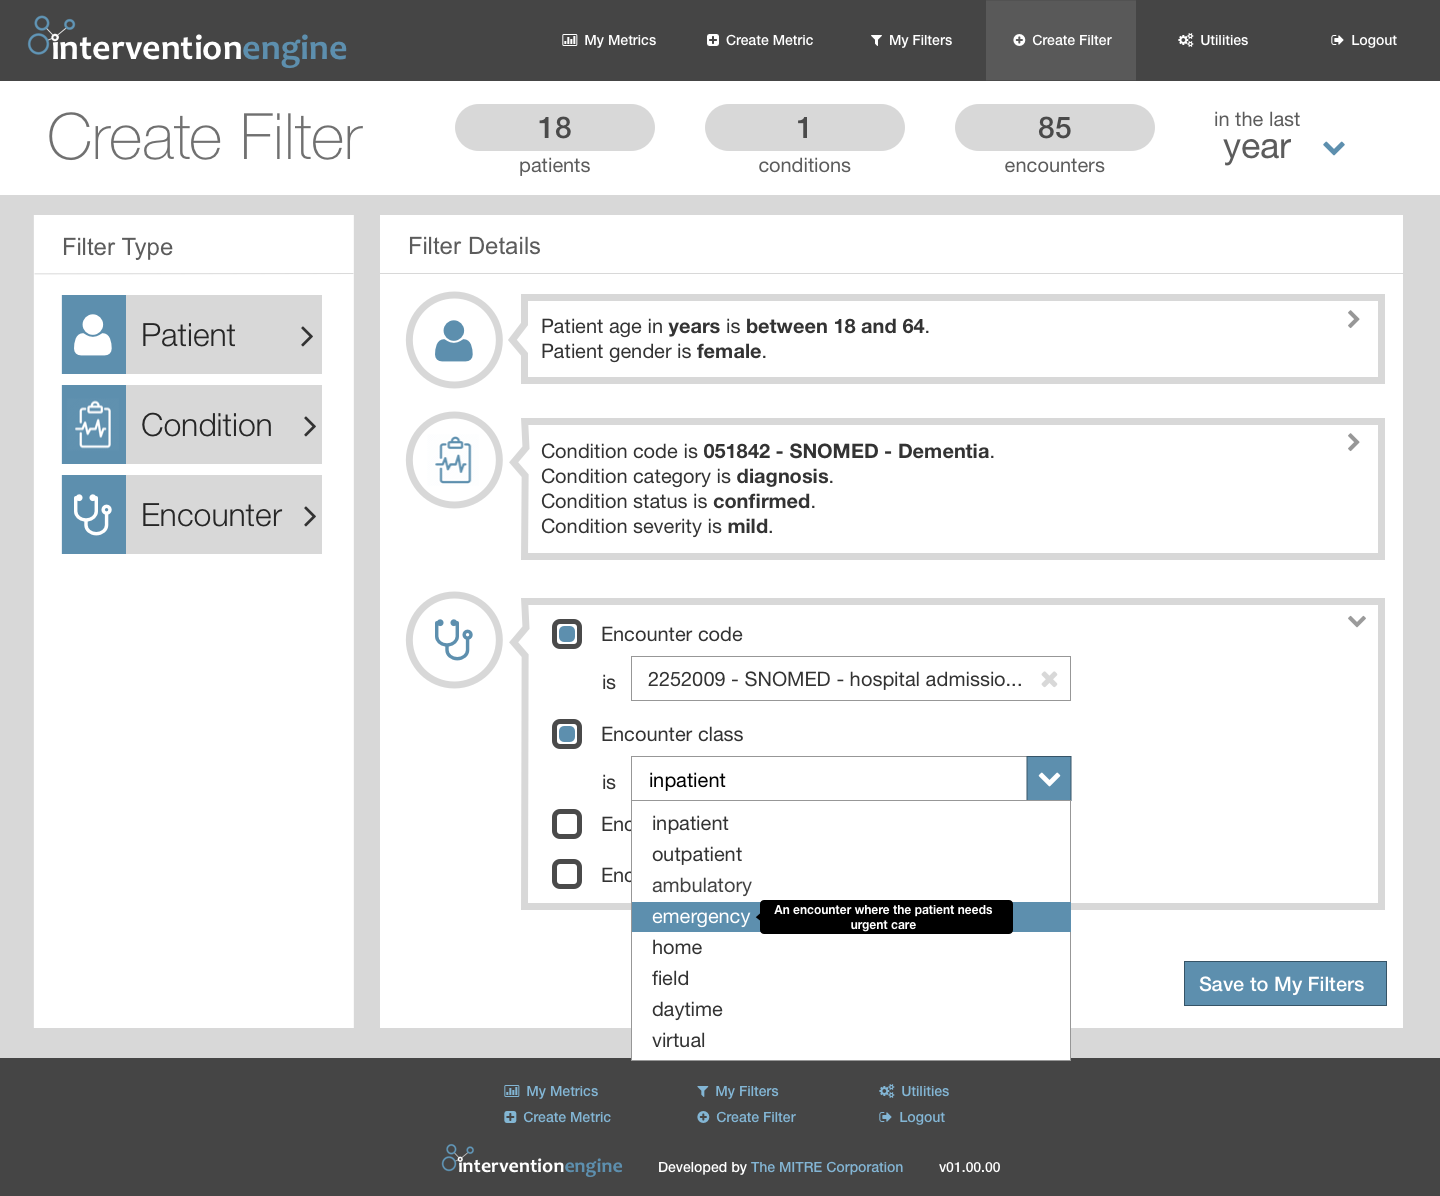 interventionengine
My Metrics
Create Metric
My Filters
Create Filter
Utilities
Logout
Create Filter
18
patients
1
conditions
85
encounters
in the last
year
Filter Type
Patient
Condition
Encounter
Filter Details
Patient age in years is between 18 and 64.
Patient gender is female.
Condition code is 051842 - SNOMED - Dementia.
Condition category is diagnosis.
Condition status is confirmed.
Condition severity is mild.
Encounter code
is 2252009 - SNOMED - hospital admissio...
Encounter class
is inpatient
inpatient
outpatient
ambulatory
emergency
An encounter where the patient needs
urgent care
home
field
daytime
virtual
Save to My Filters
My Metrics
My Filters
Utilities
Create Metric
Create Filter
Logout
interventionengine
Developed by The MITRE Corporation
v01.00.00